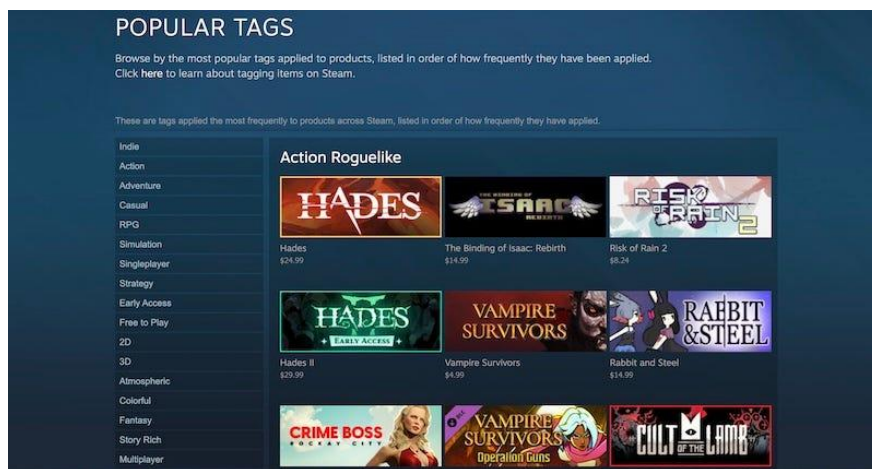 POPULAR TAGS
Browse by the most popular tags applied to products, listed in order of how frequently they have been applied.
Click here to learn about tagging items on Steam.
These are tags applied the most frequently to products across Steam, listed in order of how frequently they have applied.
Indie
Action
Adventure
Casual
RPG
Simulation
Singleplayer
Strategy
Early Access
Free to Play
2D
3D
Atmospheric
Colorful
Fantasy
Story Rich
Multiplayer
Action Roguelike
HADES
THE BINDING OF
ISAAC
REBIRTH
RISK
OF RAIN 2
Hades
$24.99
The Binding of Isaac: Rebirth
$14.99
Risk of Rain 2
$8.24
HADES
II
EARLY ACCESS
VAMPIRE
SURVIVORS
RABBIT
&STEEL
Hades II
$29.99
Vampire Survivors
$4.99
Rabbit and Steel
$14.99
CRIME BOSS
ROCKAY CITY
DLC
VAMPIRE
SURVIVORS
Operation Guns
CULT OF THE LAMB